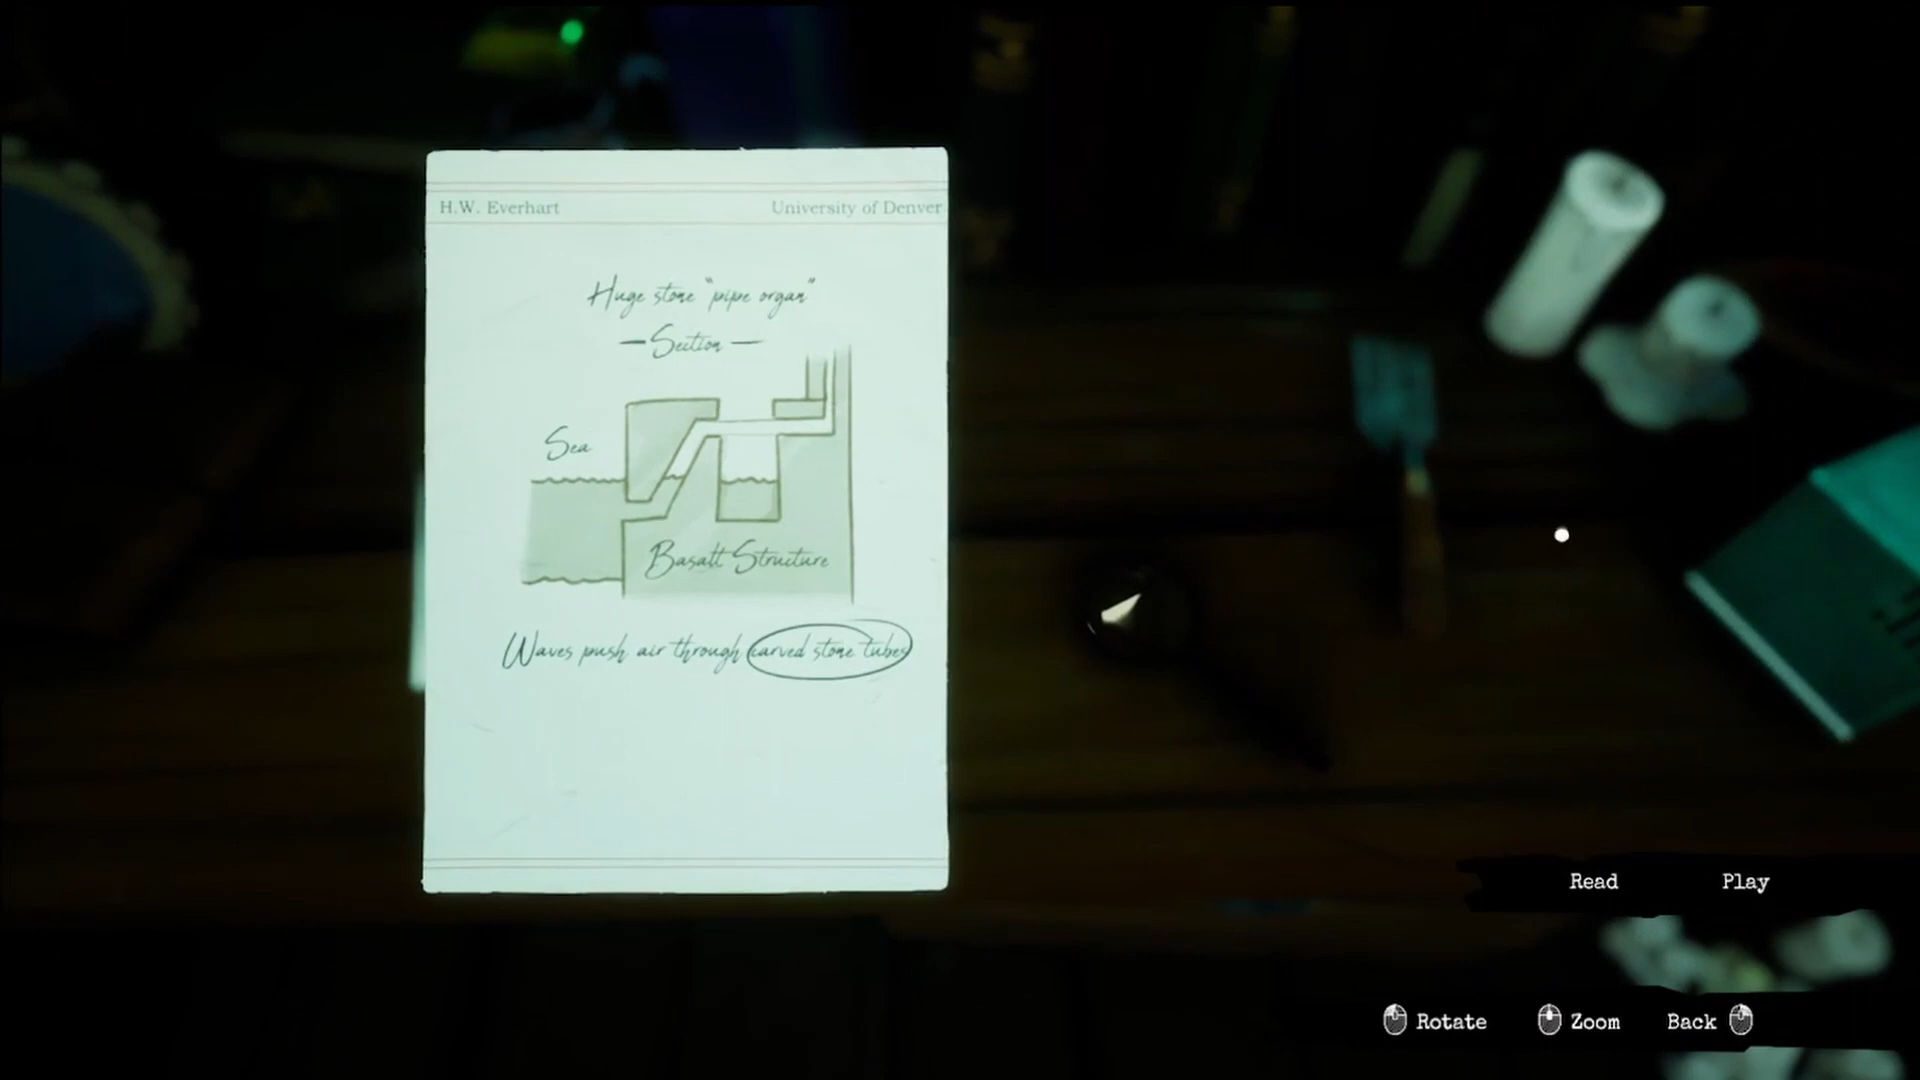 H.W. Everhart University of Denver
Huge stone "pipe organ"
— Section —
Sea
Basalt Structure
Waves push air through carved stone tubes
Read Play
Rotate Zoom Back